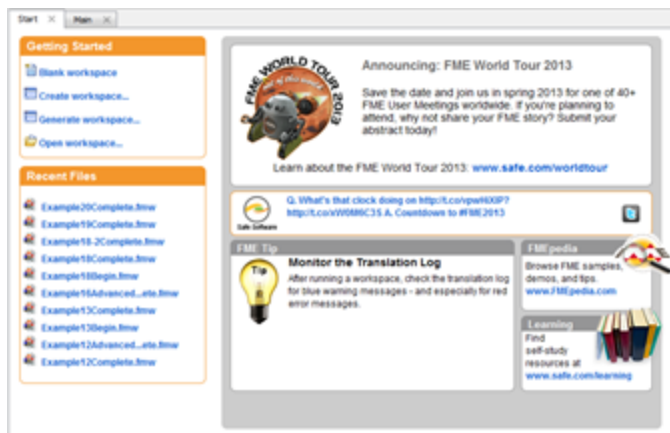 Start
Main
Getting Started
Blank workspace
Create workspace...
Generate workspace...
Open workspace...
Recent Files
Example20Complete.fmw
Example19Complete.fmw
Example18-2Complete.fmw
Example18Complete.fmw
Example18Begin.fmw
Example16Advanced...ete.fmw
Example13Complete.fmw
Example13Begin.fmw
Example12Advanced...ete.fmw
Example12Complete.fmw
FME WORLD TOUR 2013
Announcing: FME World Tour 2013
Save the date and join us in spring 2013 for one of 40+
FME User Meetings worldwide. If you're planning to
attend, why not share your FME story? Submit your
abstract today!
Learn about the FME World Tour 2013: www.safe.com/worldtour
Safe Software
Q. What's that clock doing on
A. Countdown to #FME2013
FME Tip
Tip
Monitor the Translation Log
After running a workspace, check the translation log
for blue warning messages - and especially for red
error messages.
FMEpedia
Browse FME samples,
demos, and tips.
www.FMEpedia.com
Learning
Find
self-study
resources at
www.safe.com/learning